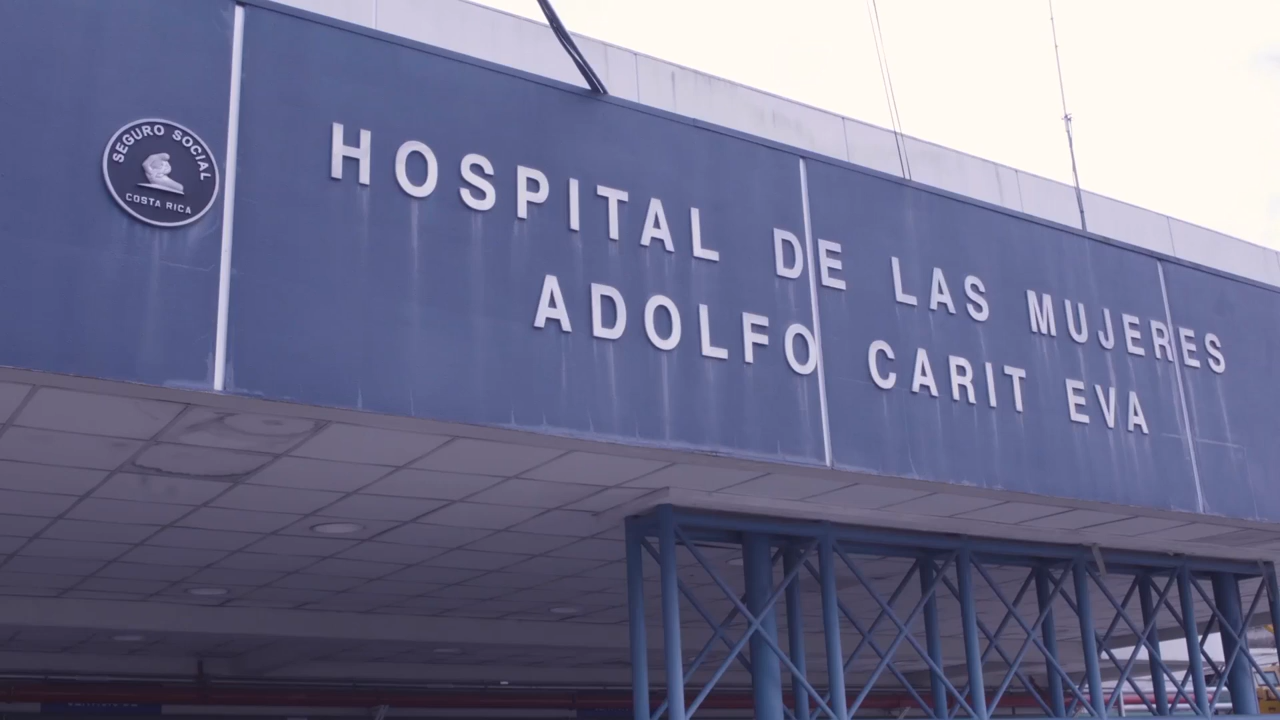 SEGURO SOCIAL
COSTA RICA
HOSPITAL DE LAS MUJERES
ADOLFO CARIT EVA